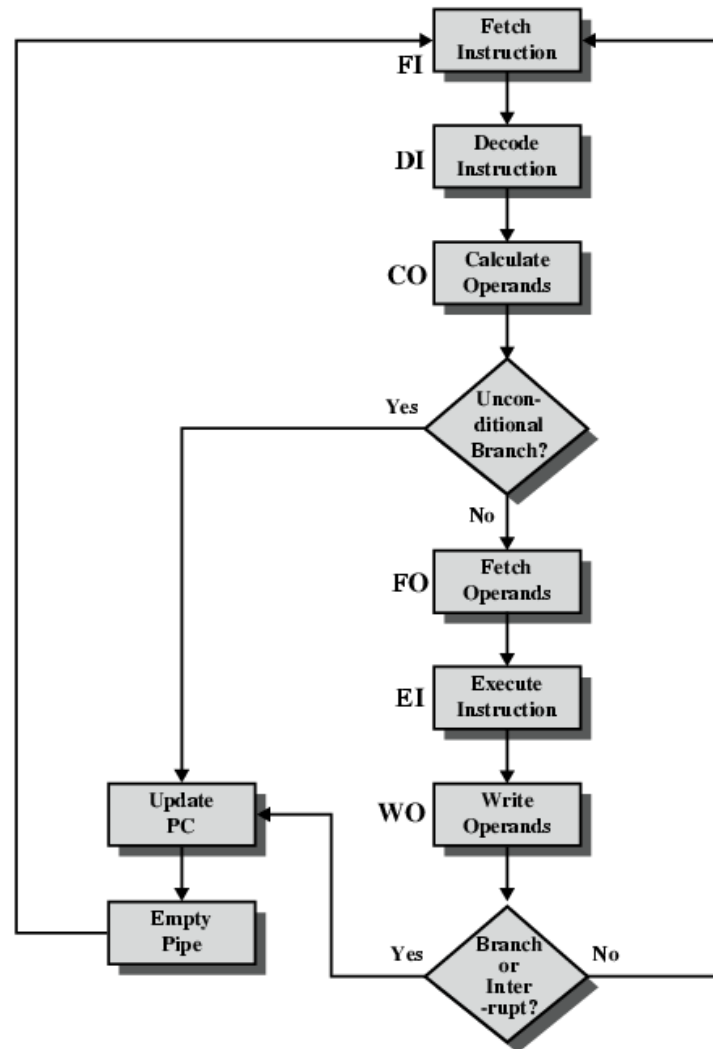 Fetch
Instruction
FI
Decode
Instruction
DI
Calculate
Operands
CO
Yes
Uncon-
ditional
Branch?
No
Fetch
Operands
FO
Execute
Instruction
EI
Update
PC
Write
Operands
WO
Empty
Pipe
Yes
Branch
or
Inter
-rupt?
No